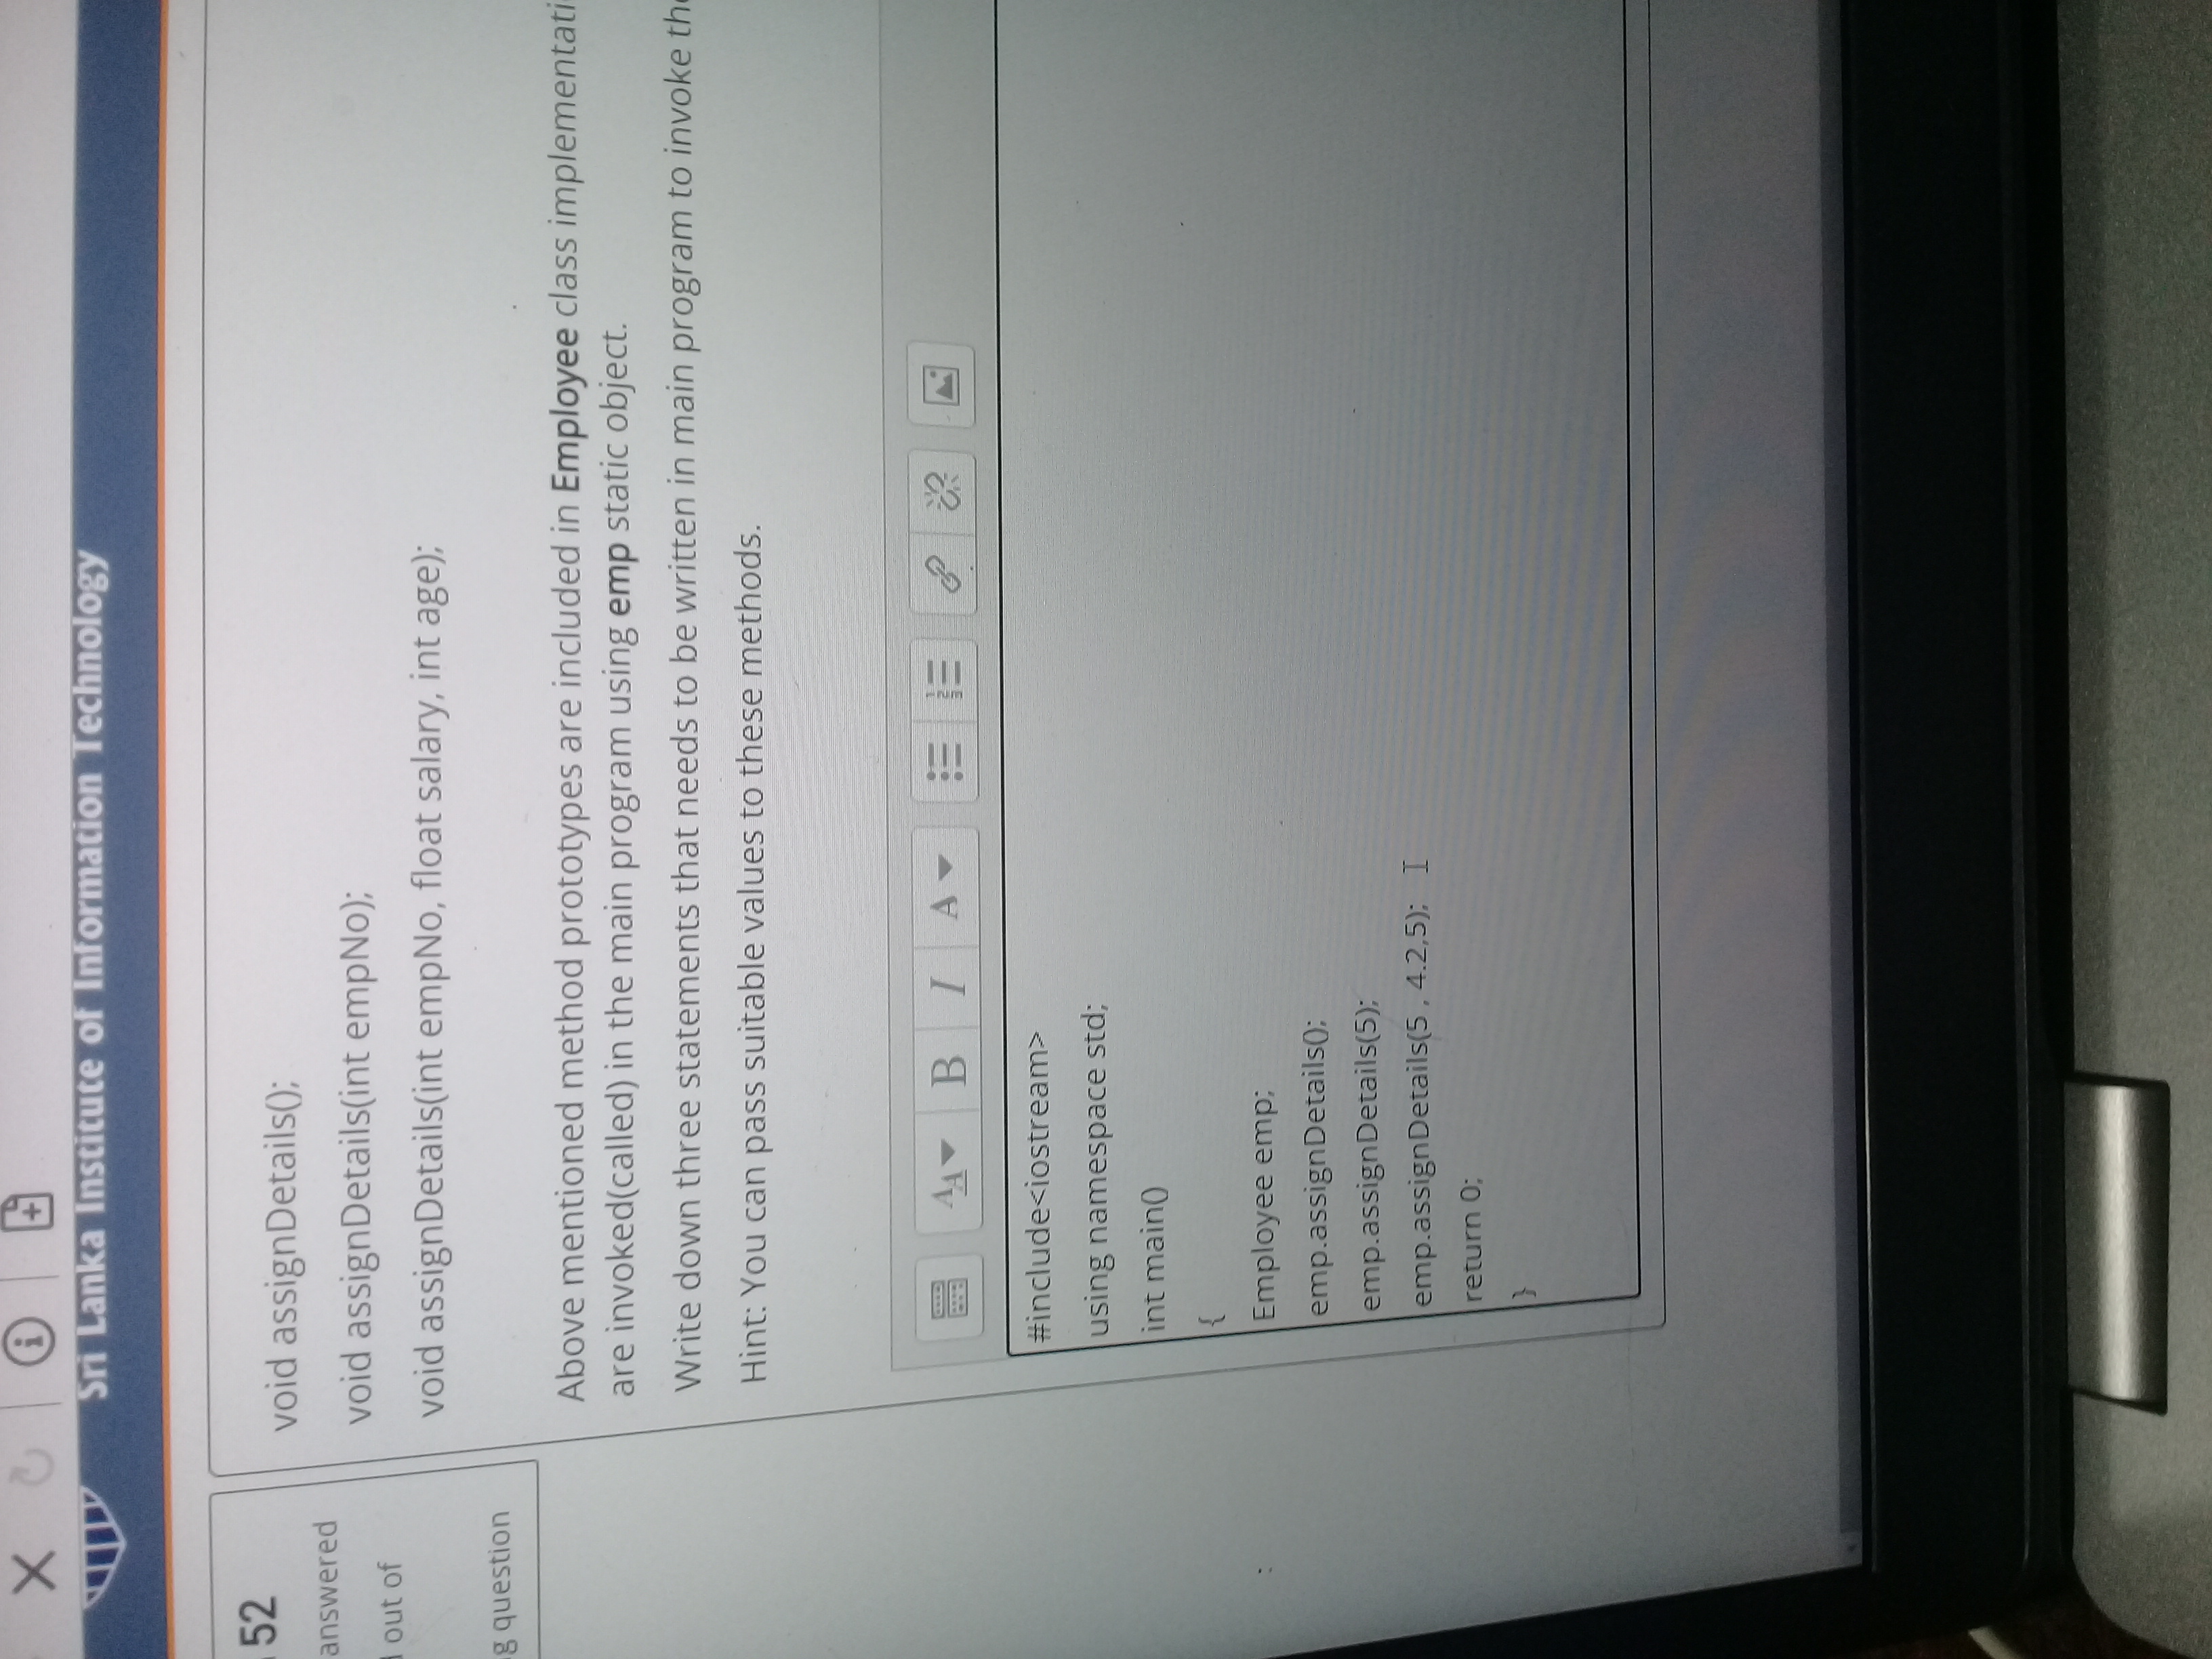 Sri Lanka Institute of Information Technology
52
answered
out of
question
void assignDetails();
void assignDetails(int empNo);
void assignDetails(int empNo, float salary, int age);
Above mentioned method prototypes are included in Employee class implementati
are invoked(called) in the main program using emp static object.
Write down three statements that needs to be written in main program to invoke the
Hint: You can pass suitable values to these methods.
#include<iostream>
using namespace std;
int main()
{
Employee emp;
emp.assignDetails();
emp.assignDetails(5);
emp.assignDetails(5 , 4.2,5);
return 0;
}